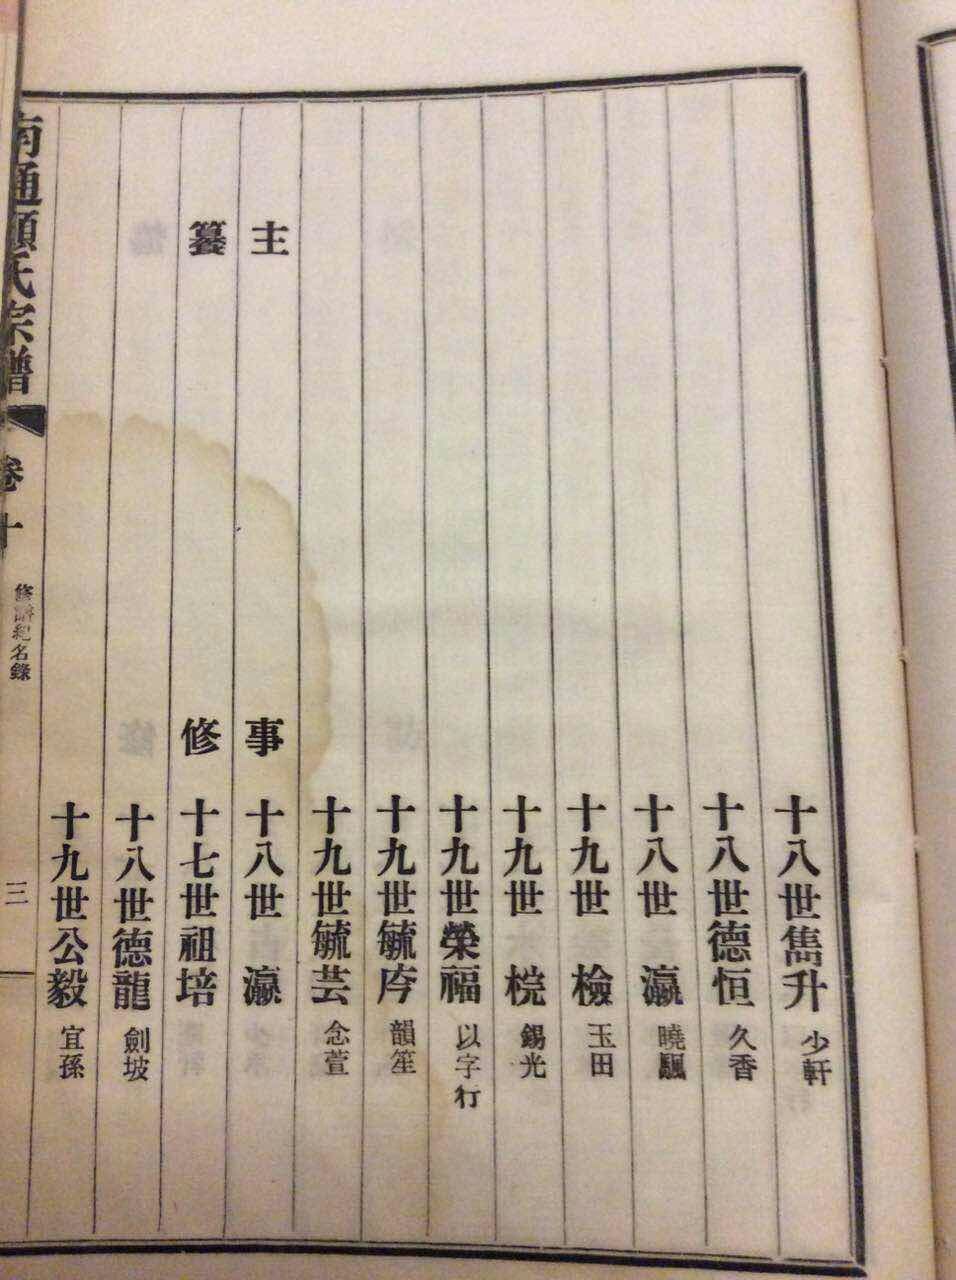 十八世雋升 少軒
十八世德恒 久香
十八世 瀛 曉颿
十九世 檢 玉田
十九世 梡 錫光
十九世榮福 以字行
十九世毓庈 韻笙
十九世毓芸 念萱
主 事 十八世 瀛
纂 修 十七世祖培
十八世德龍 劍坡
十九世公毅 宜孫
南通顧氏宗譜 卷十 修譜紀名錄 三